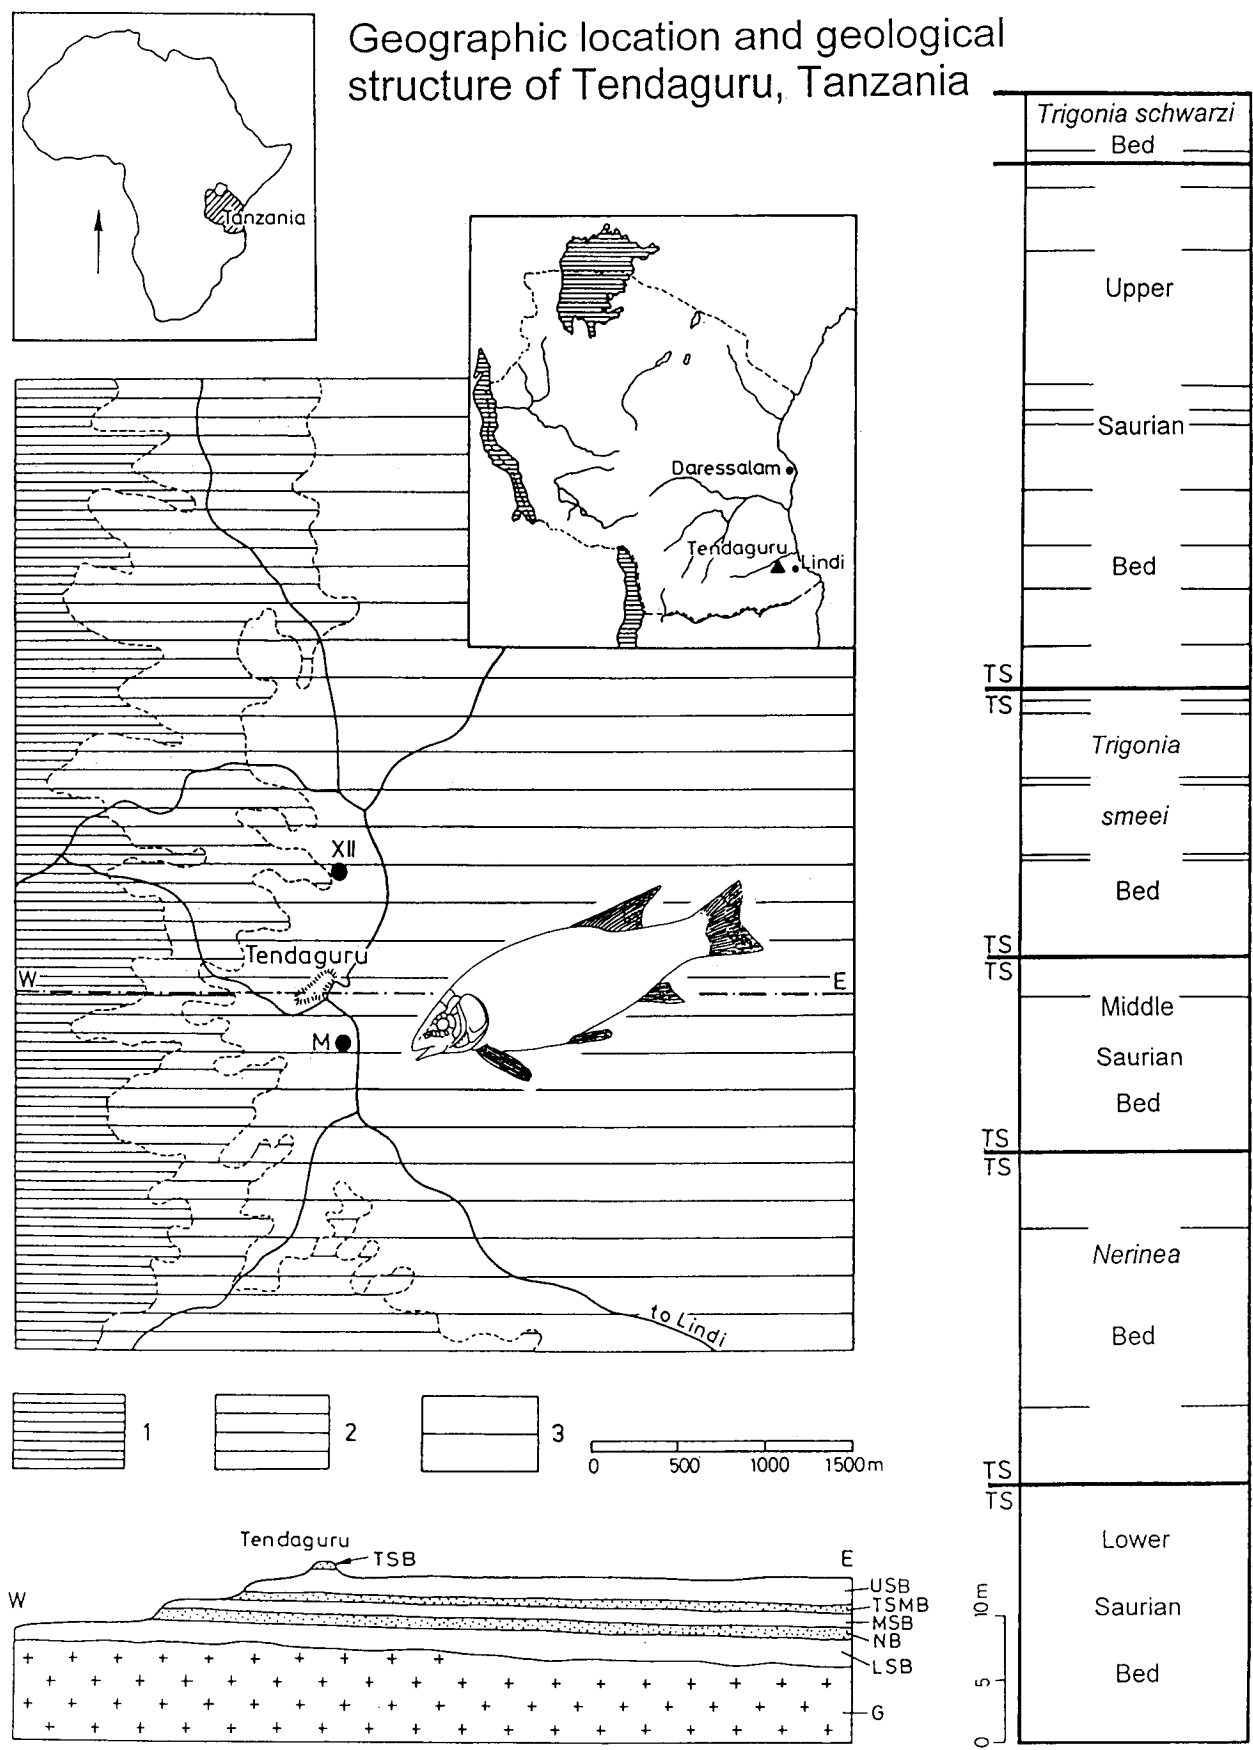 Geographic location and geological
structure of Tendaguru, Tanzania
Tanzania
Daressalam
Tendaguru
Lindi
XII
Tendaguru
W
E
M
to Lindi
1
2
3
0
500
1000
1500m
Tendaguru
TSB
W
E
USB
TSMB
MSB
NB
LSB
G
Trigonia schwarzi
Bed
Upper
Saurian
Bed
TS
TS
Trigonia
smeei
Bed
TS
TS
Middle
Saurian
Bed
TS
TS
Nerinea
Bed
TS
TS
Lower
Saurian
Bed
10m
5
0